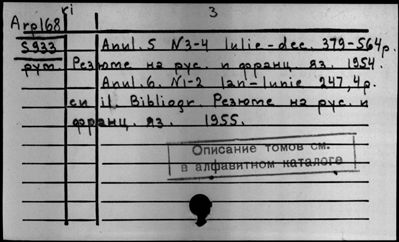 ri
3
Arp168
S933
рум.
Anul. 5 N3-4 Iulie-dec. 379-564p.
Резюме на рус. и франц. яз. 1954.
Anul. 6. N1-2 Ian-Iunie 247,4p.
cu il. Bibliogr. Резюме на рус. и
франц. яз. 1955.
Описание томов см.
в алфавитном каталоге